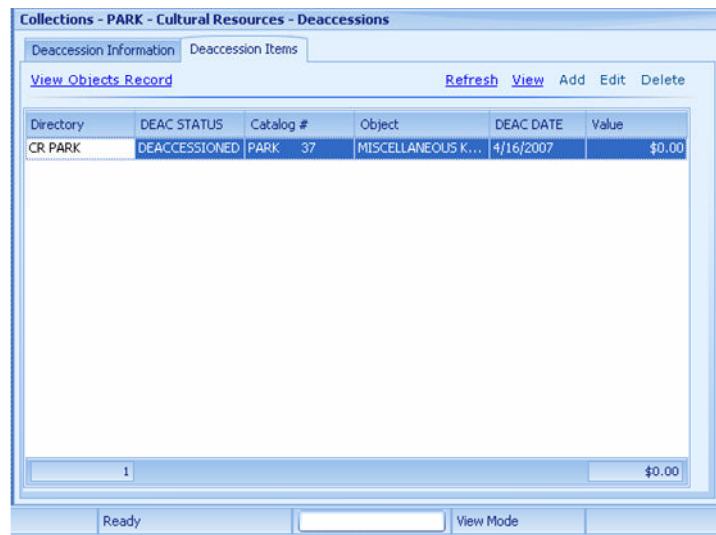 Collections - PARK - Cultural Resources - Deaccessions
Deaccession Information Deaccession Items
View Objects Record Refresh View Add Edit Delete
Directory DEAC STATUS Catalog # Object DEAC DATE Value
CR PARK DEACCESSIONED PARK 37 MISCELLANEOUS K... 4/16/2007 $0.00
1 $0.00
Ready View Mode